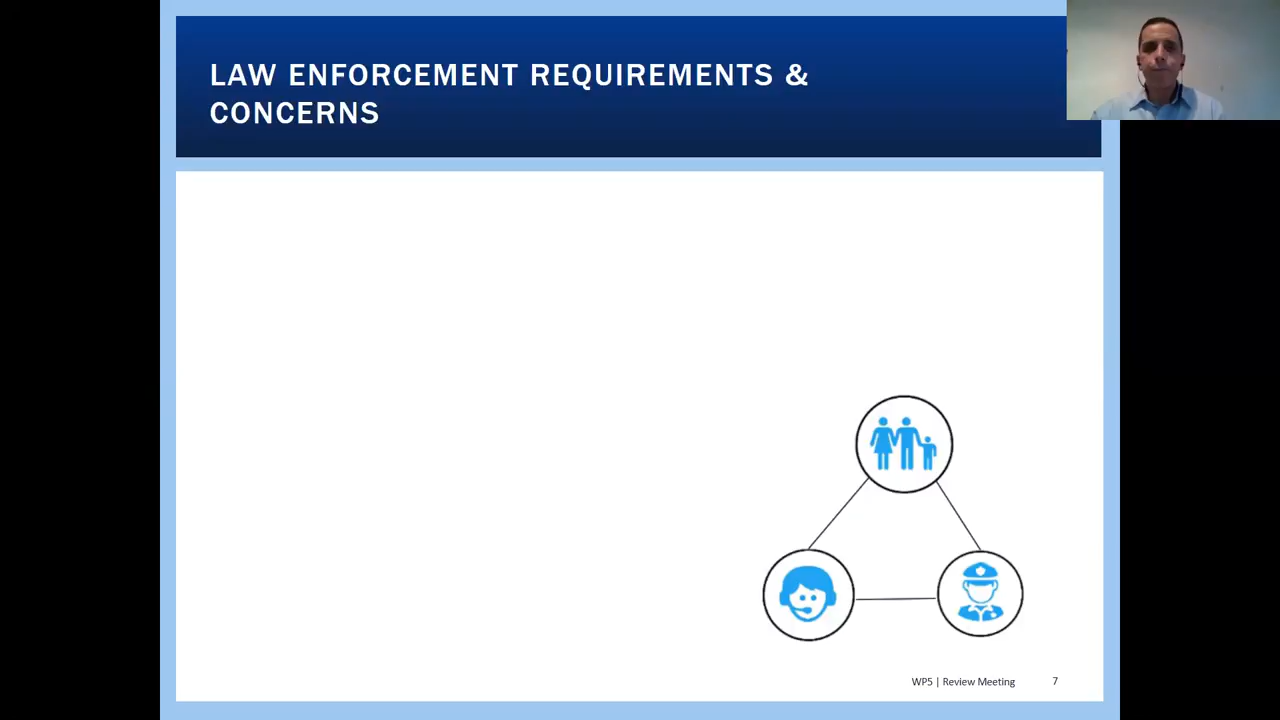 LAW ENFORCEMENT REQUIREMENTS &
CONCERNS
WP5 | Review Meeting 7